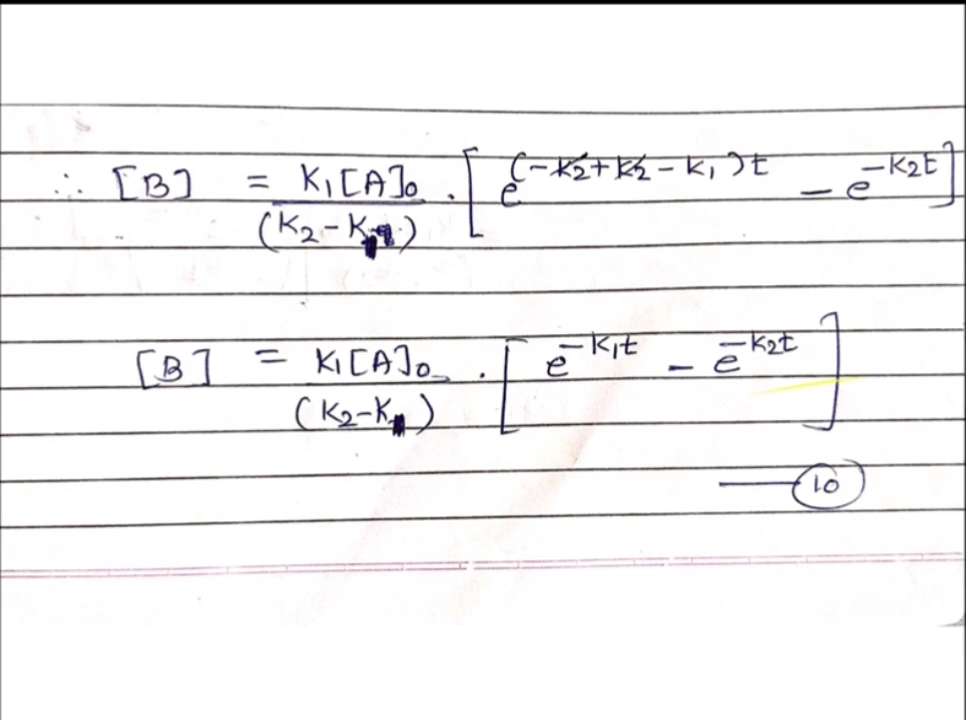 ∴ [B] = K₁[A]₀ / (K₂-K₁) . [ e^(-K₂+K₂-K₁)t - e^-K₂t ]
[B] = K₁[A]₀ / (K₂-K₁) . [ e^-K₁t - e^-K₂t ]
— 10